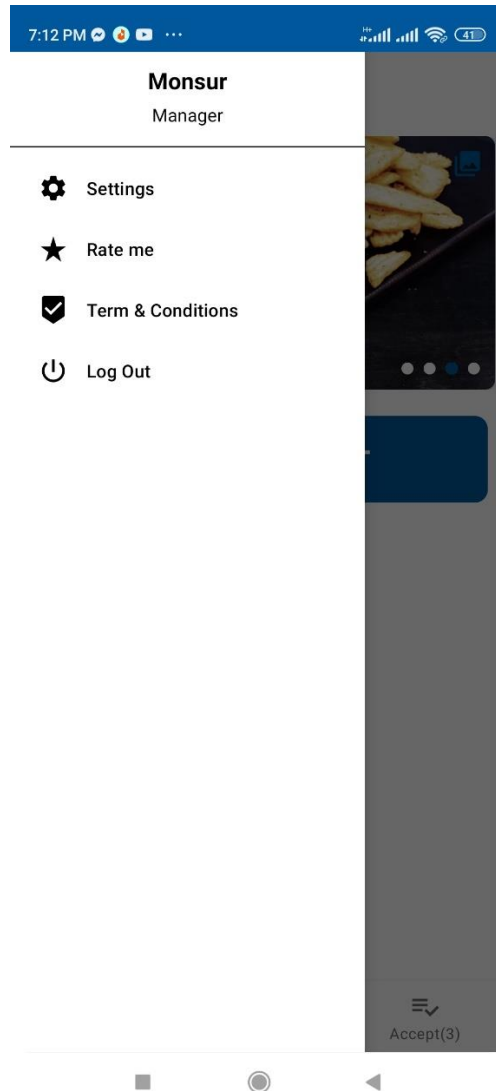 7:12 PM
H+
41
Monsur
Manager
Settings
Rate me
Term & Conditions
Log Out
Accept(3)